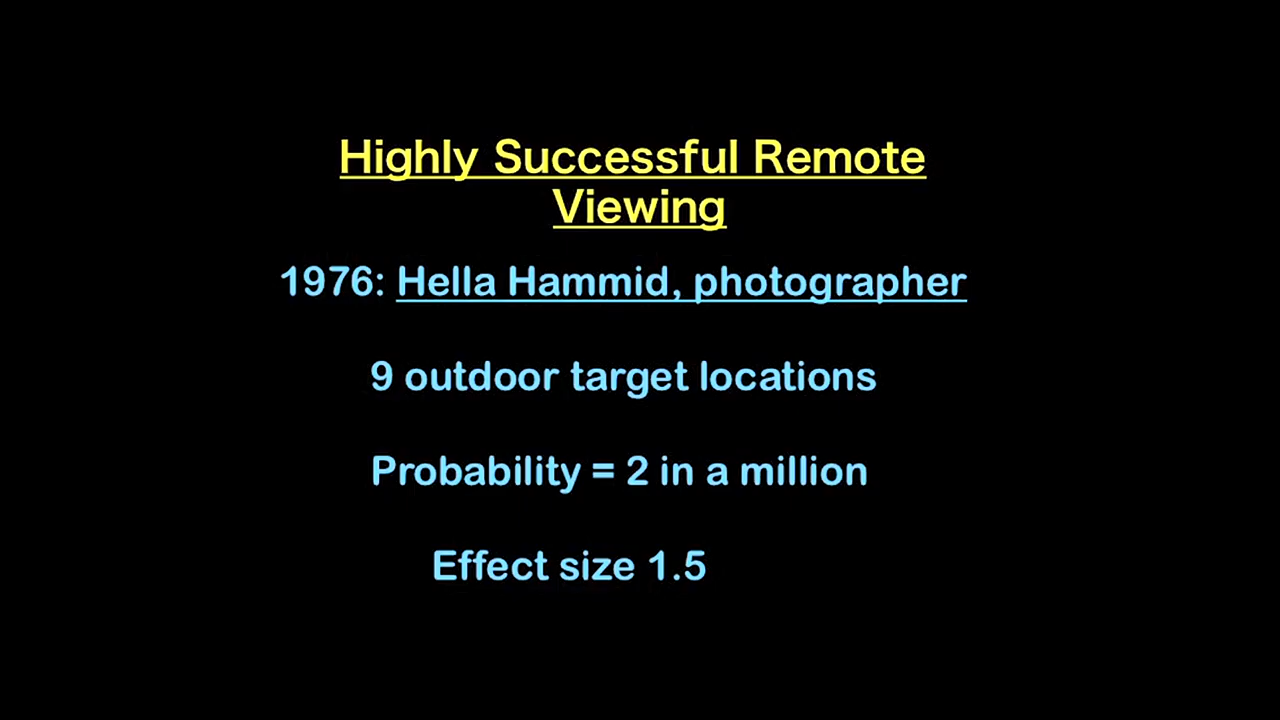 Highly Successful Remote
Viewing
1976: Hella Hammid, photographer
9 outdoor target locations
Probability = 2 in a million
Effect size 1.5